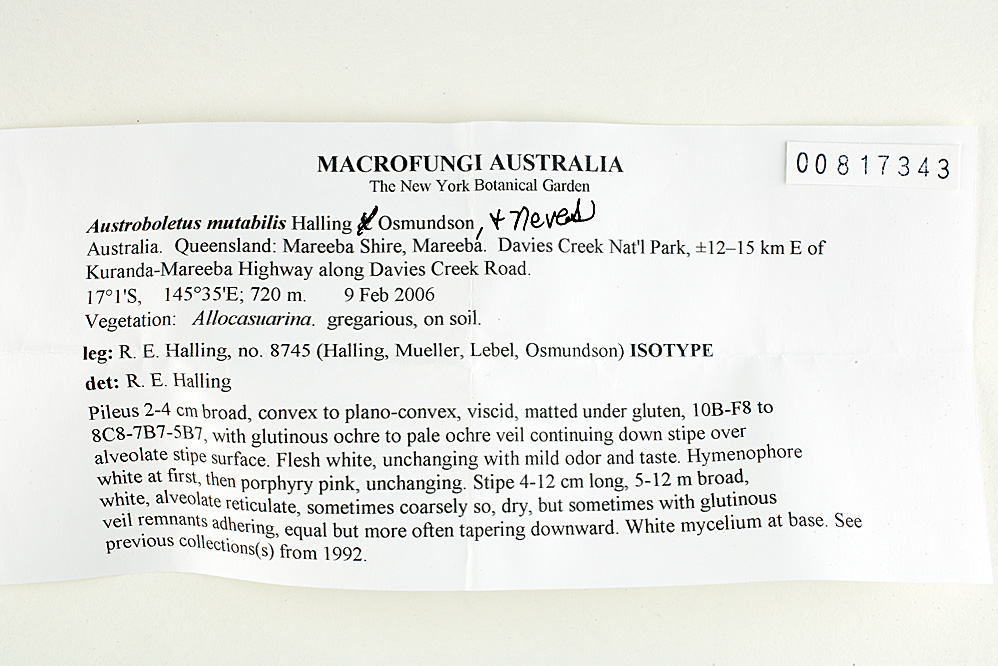 MACROFUNGI AUSTRALIA
00817343
The New York Botanical Garden
Austroboletus mutabilis Halling & Osmundson, & Neves
Australia. Queensland: Mareeba Shire, Mareeba. Davies Creek Nat'l Park, ±12–15 km E of
Kuranda-Mareeba Highway along Davies Creek Road.
17°1'S, 145°35'E; 720 m. 9 Feb 2006
Vegetation: Allocasuarina. gregarious, on soil.
leg: R. E. Halling, no. 8745 (Halling, Mueller, Lebel, Osmundson) ISOTYPE
det: R. E. Halling
Pileus 2-4 cm broad, convex to plano-convex, viscid, matted under gluten, 10B-F8 to
8C8-7B7-5B7, with glutinous ochre to pale ochre veil continuing down stipe over
alveolate stipe surface. Flesh white, unchanging with mild odor and taste. Hymenophore
white at first, then porphyry pink, unchanging. Stipe 4-12 cm long, 5-12 m broad,
white, alveolate reticulate, sometimes coarsely so, dry, but sometimes with glutinous
veil remnants adhering, equal but more often tapering downward. White mycelium at base. See
previous collections(s) from 1992.